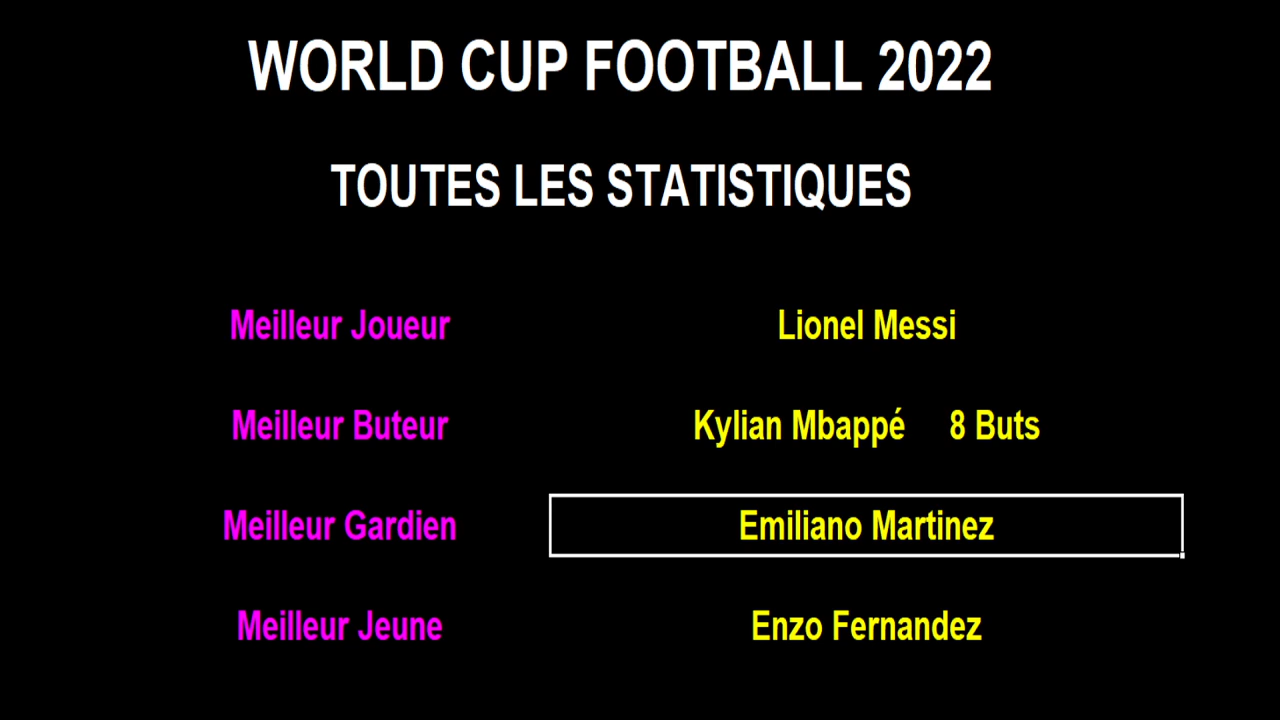 WORLD CUP FOOTBALL 2022
TOUTES LES STATISTIQUES
Meilleur Joueur Lionel Messi
Meilleur Buteur Kylian Mbappé 8 Buts
Meilleur Gardien Emiliano Martinez
Meilleur Jeune Enzo Fernandez